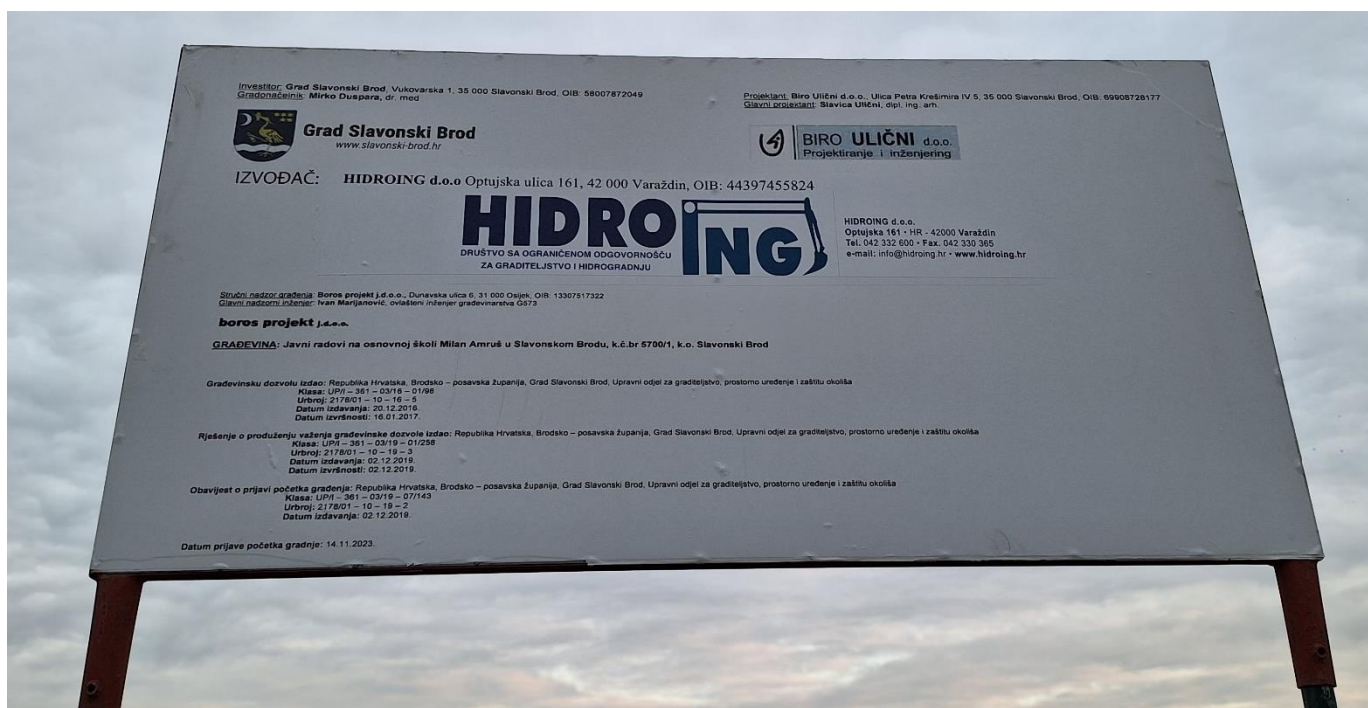 Investitor: Grad Slavonski Brod, Vukovarska 1, 35 000 Slavonski Brod, OIB: 58007872049
Gradonačelnik: Mirko Duspara, dr. med
Grad Slavonski Brod
www.slavonski-brod.hr
Projektant: Biro Ulični d.o.o., Ulica Petra Krešimira IV 5, 35 000 Slavonski Brod, OIB: 69908728177
Glavni projektant: Slavica Ulični, dipl. ing. arh.
BIRO ULIČNI d.o.o.
Projektiranje i inženjering
IZVOĐAČ: HIDROING d.o.o Optujska ulica 161, 42 000 Varaždin, OIB: 44397455824
HIDROING
DRUŠTVO SA OGRANIČENOM ODGOVORNOŠĆU
ZA GRADITELJSTVO I HIDROGRADNJU
HIDROING d.o.o.
Optujska 161 • HR - 42000 Varaždin
Tel. 042 332 600 • Fax. 042 330 365
e-mail: info@hidroing.hr • www.hidroing.hr
Stručni nadzor građenja: Boros projekt j.d.o.o., Dunavska ulica 6, 31 000 Osijek, OIB: 13307517322
Glavni nadzorni inženjer: Ivan Marijanović, ovlašteni inženjer građevinarstva G573
boros projekt j.d.o.o.
GRAĐEVINA: Javni radovi na osnovnoj školi Milan Amruš u Slavonskom Brodu, k.č.br 5700/1, k.o. Slavonski Brod
Građevinsku dozvolu izdao: Republika Hrvatska, Brodsko – posavska županija, Grad Slavonski Brod, Upravni odjel za graditeljstvo, prostorno uređenje i zaštitu okoliša
Klasa: UP/I – 361 – 03/16 – 01/98
Urbroj: 2178/01 – 10 – 16 – 5
Datum izdavanja: 20.12.2016.
Datum izvršnosti: 16.01.2017.
Rješenje o produženju važenja građevinske dozvole izdao: Republika Hrvatska, Brodsko – posavska županija, Grad Slavonski Brod, Upravni odjel za graditeljstvo, prostorno uređenje i zaštitu okoliša
Klasa: UP/I – 361 – 03/19 – 01/258
Urbroj: 2178/01 – 10 – 19 – 3
Datum izdavanja: 02.12.2019.
Datum izvršnosti: 02.12.2019.
Obavijest o prijavi početka građenja: Republika Hrvatska, Brodsko – posavska županija, Grad Slavonski Brod, Upravni odjel za graditeljstvo, prostorno uređenje i zaštitu okoliša
Klasa: UP/I – 361 – 03/19 – 07/143
Urbroj: 2178/01 – 10 – 19 – 2
Datum izdavanja: 02.12.2019.
Datum prijave početka gradnje: 14.11.2023.